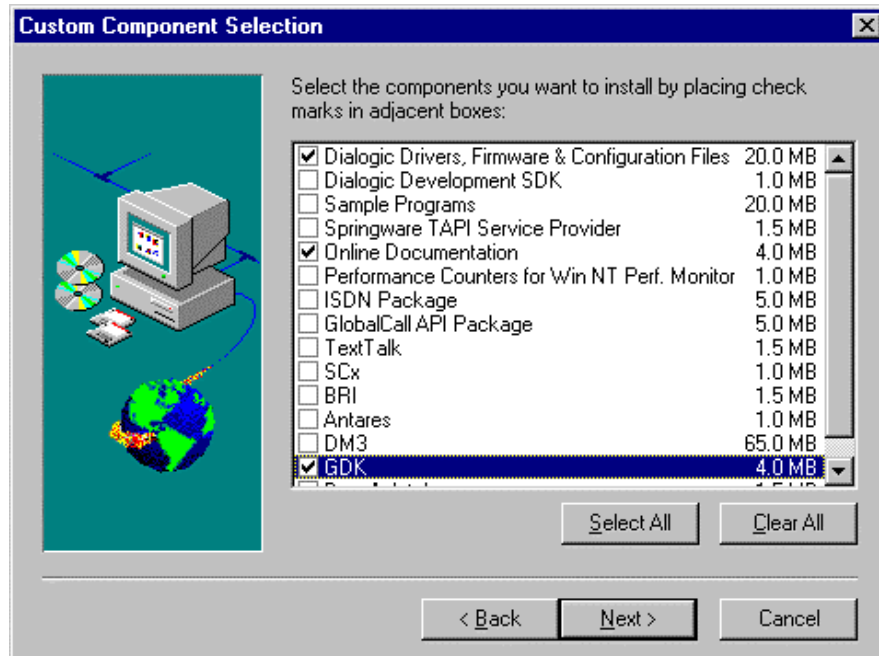 Custom Component Selection
Select the components you want to install by placing check
marks in adjacent boxes:
Dialogic Drivers, Firmware & Configuration Files 20.0 MB
Dialogic Development SDK 1.0 MB
Sample Programs 20.0 MB
Springware TAPI Service Provider 1.5 MB
Online Documentation 4.0 MB
Performance Counters for Win NT Perf. Monitor 1.0 MB
ISDN Package 5.0 MB
GlobalCall API Package 5.0 MB
TextTalk 1.5 MB
SCx 1.0 MB
BRI 1.5 MB
Antares 1.0 MB
DM3 65.0 MB
GDK 4.0 MB
Select All Clear All
< Back Next > Cancel